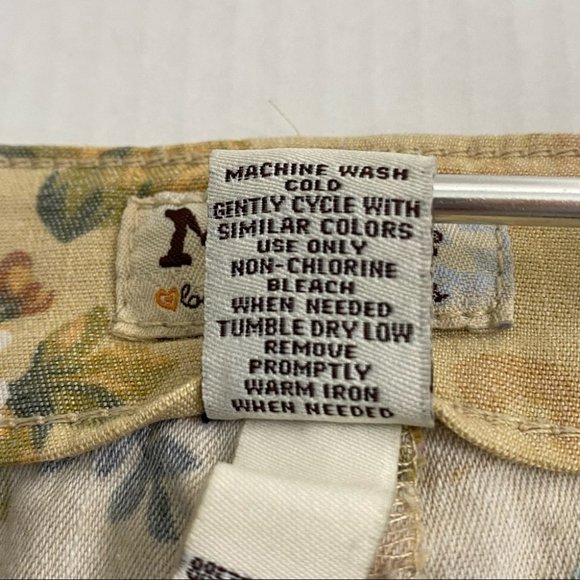 MACHINE WASH
COLD
GENTLY CYCLE WITH
SIMILAR COLORS
USE ONLY
NON-CHLORINE
BLEACH
WHEN NEEDED
TUMBLE DRY LOW
REMOVE
PROMPTLY
WARM IRON
WHEN NEEDED